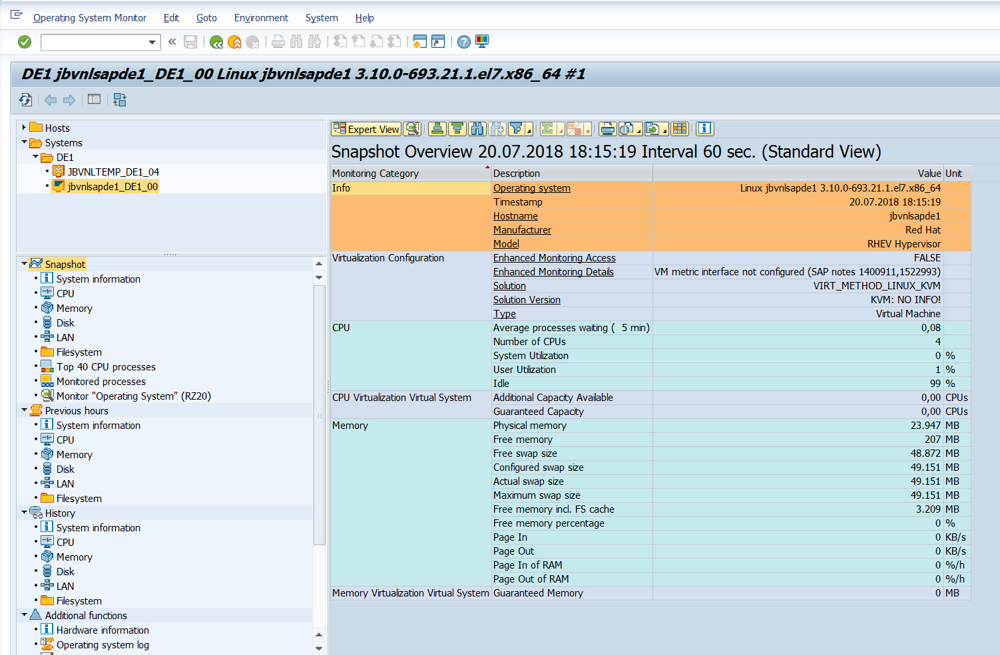 Operating System Monitor Edit Goto Environment System Help
DE1 jbvnlsapde1_DE1_00 Linux jbvnlsapde1 3.10.0-693.21.1.el7.x86_64 #1
Hosts
Systems
DE1
JBVNLTEMP_DE1_04
jbvnlsapde1_DE1_00
Snapshot
System information
CPU
Memory
Disk
LAN
Filesystem
Top 40 CPU processes
Monitored processes
Monitor "Operating System" (RZ20)
Previous hours
System information
CPU
Memory
Disk
LAN
Filesystem
History
System information
CPU
Memory
Disk
LAN
Filesystem
Additional functions
Hardware information
Operating system log
Expert View
Snapshot Overview 20.07.2018 18:15:19 Interval 60 sec. (Standard View)
Monitoring Category Description Value Unit
Info Operating system Linux jbvnlsapde1 3.10.0-693.21.1.el7.x86_64
Timestamp 20.07.2018 18:15:19
Hostname jbvnlsapde1
Manufacturer Red Hat
Model RHEV Hypervisor
Virtualization Configuration Enhanced Monitoring Access FALSE
Enhanced Monitoring Details VM metric interface not configured (SAP notes 1400911,1522993)
Solution VIRT_METHOD_LINUX_KVM
Solution Version KVM: NO INFO!
Type Virtual Machine
CPU Average processes waiting ( 5 min) 0,08
Number of CPUs 4
System Utilization 0 %
User Utilization 1 %
Idle 99 %
CPU Virtualization Virtual System Additional Capacity Available 0,00 CPUs
Guaranteed Capacity 0,00 CPUs
Memory Physical memory 23.947 MB
Free memory 207 MB
Free swap size 48.872 MB
Configured swap size 49.151 MB
Actual swap size 49.151 MB
Maximum swap size 49.151 MB
Free memory incl. FS cache 3.209 MB
Free memory percentage 0 %
Page In 0 KB/s
Page Out 0 KB/s
Page In of RAM 0 %/h
Page Out of RAM 0 %/h
Memory Virtualization Virtual System Guaranteed Memory 0 MB